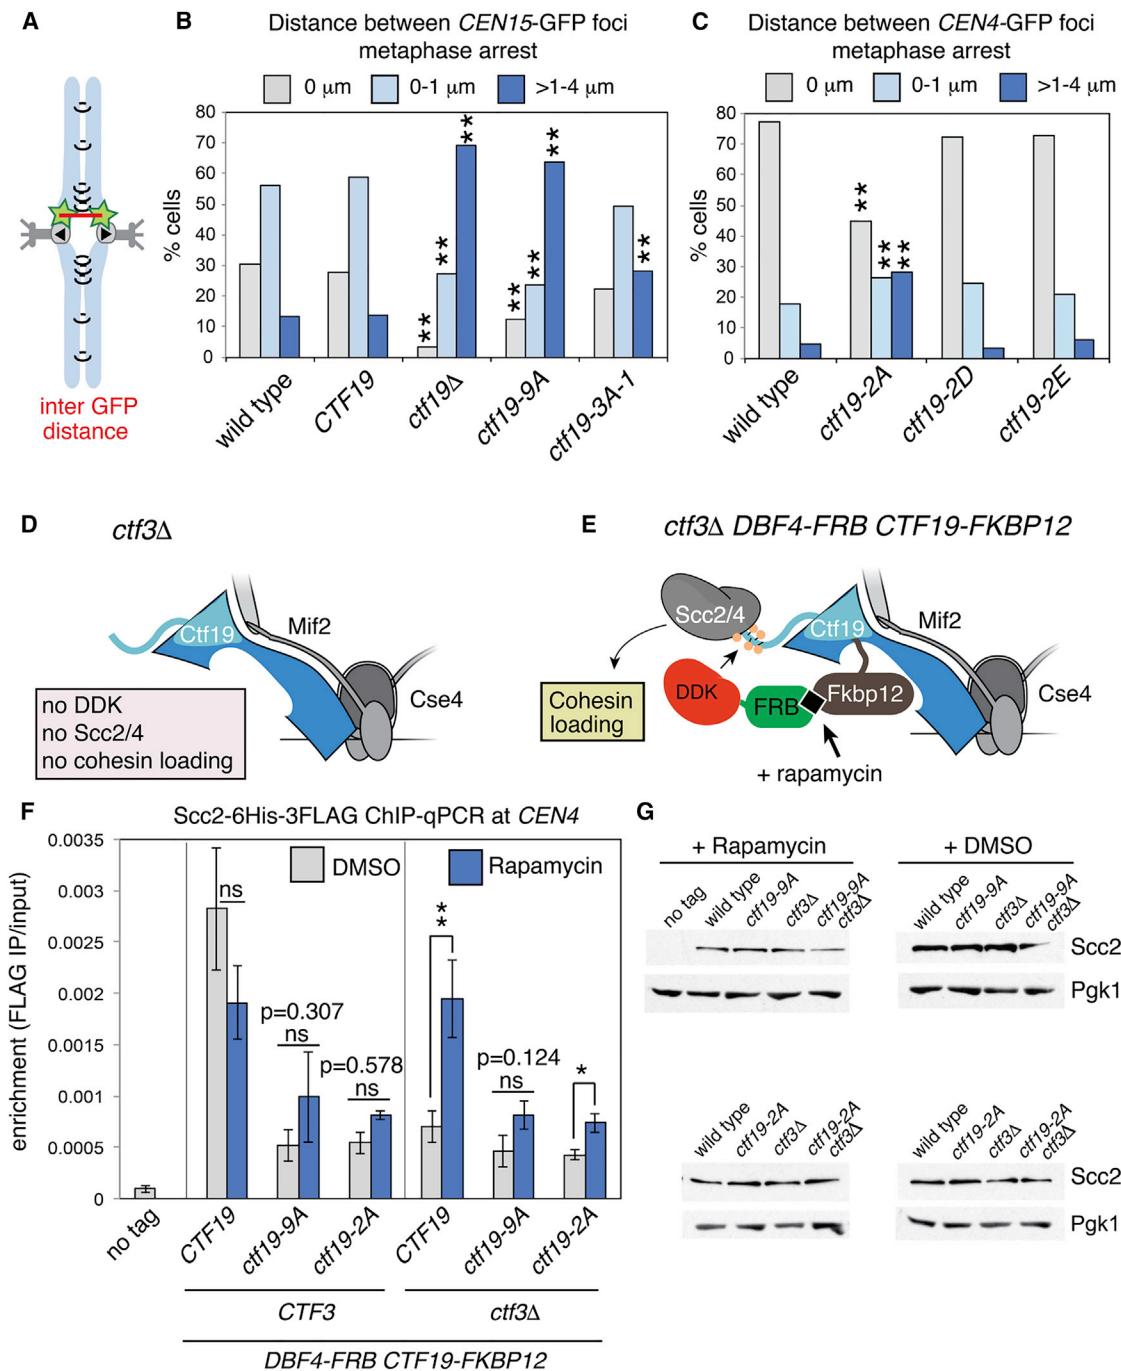 A
inter GFP
distance
B
Distance between CEN15-GFP foci
metaphase arrest
0 μm
0-1 μm
>1-4 μm
% cells
80
70
60
50
40
30
20
10
0
**
**
**
**
**
**
**
wild type
CTF19
ctf19Δ
ctf19-9A
ctf19-3A-1
C
Distance between CEN4-GFP foci
metaphase arrest
0 μm
0-1 μm
>1-4 μm
% cells
80
70
60
50
40
30
20
10
0
**
**
**
wild type
ctf19-2A
ctf19-2D
ctf19-2E
D
ctf3Δ
Ctf19
Mif2
Cse4
no DDK
no Scc2/4
no cohesin loading
E
ctf3Δ DBF4-FRB CTF19-FKBP12
Scc2/4
Ctf19
Mif2
Cse4
DDK
FRB
Fkbp12
Cohesin
loading
+ rapamycin
F
Scc2-6His-3FLAG ChIP-qPCR at CEN4
DMSO
Rapamycin
enrichment (FLAG IP/input)
0.0035
0.003
0.0025
0.002
0.0015
0.001
0.0005
0
ns
p=0.307
ns
p=0.578
ns
**
p=0.124
ns
*
no tag
CTF19
ctf19-9A
ctf19-2A
CTF19
ctf19-9A
ctf19-2A
CTF3
ctf3Δ
DBF4-FRB CTF19-FKBP12
G
+ Rapamycin
+ DMSO
no tag
wild type
ctf19-9A
ctf3Δ
ctf19-9A
ctf3Δ
wild type
ctf19-9A
ctf3Δ
ctf19-9A
ctf3Δ
Scc2
Pgk1
wild type
ctf19-2A
ctf3Δ
ctf19-2A
ctf3Δ
wild type
ctf19-2A
ctf3Δ
ctf19-2A
ctf3Δ
Scc2
Pgk1